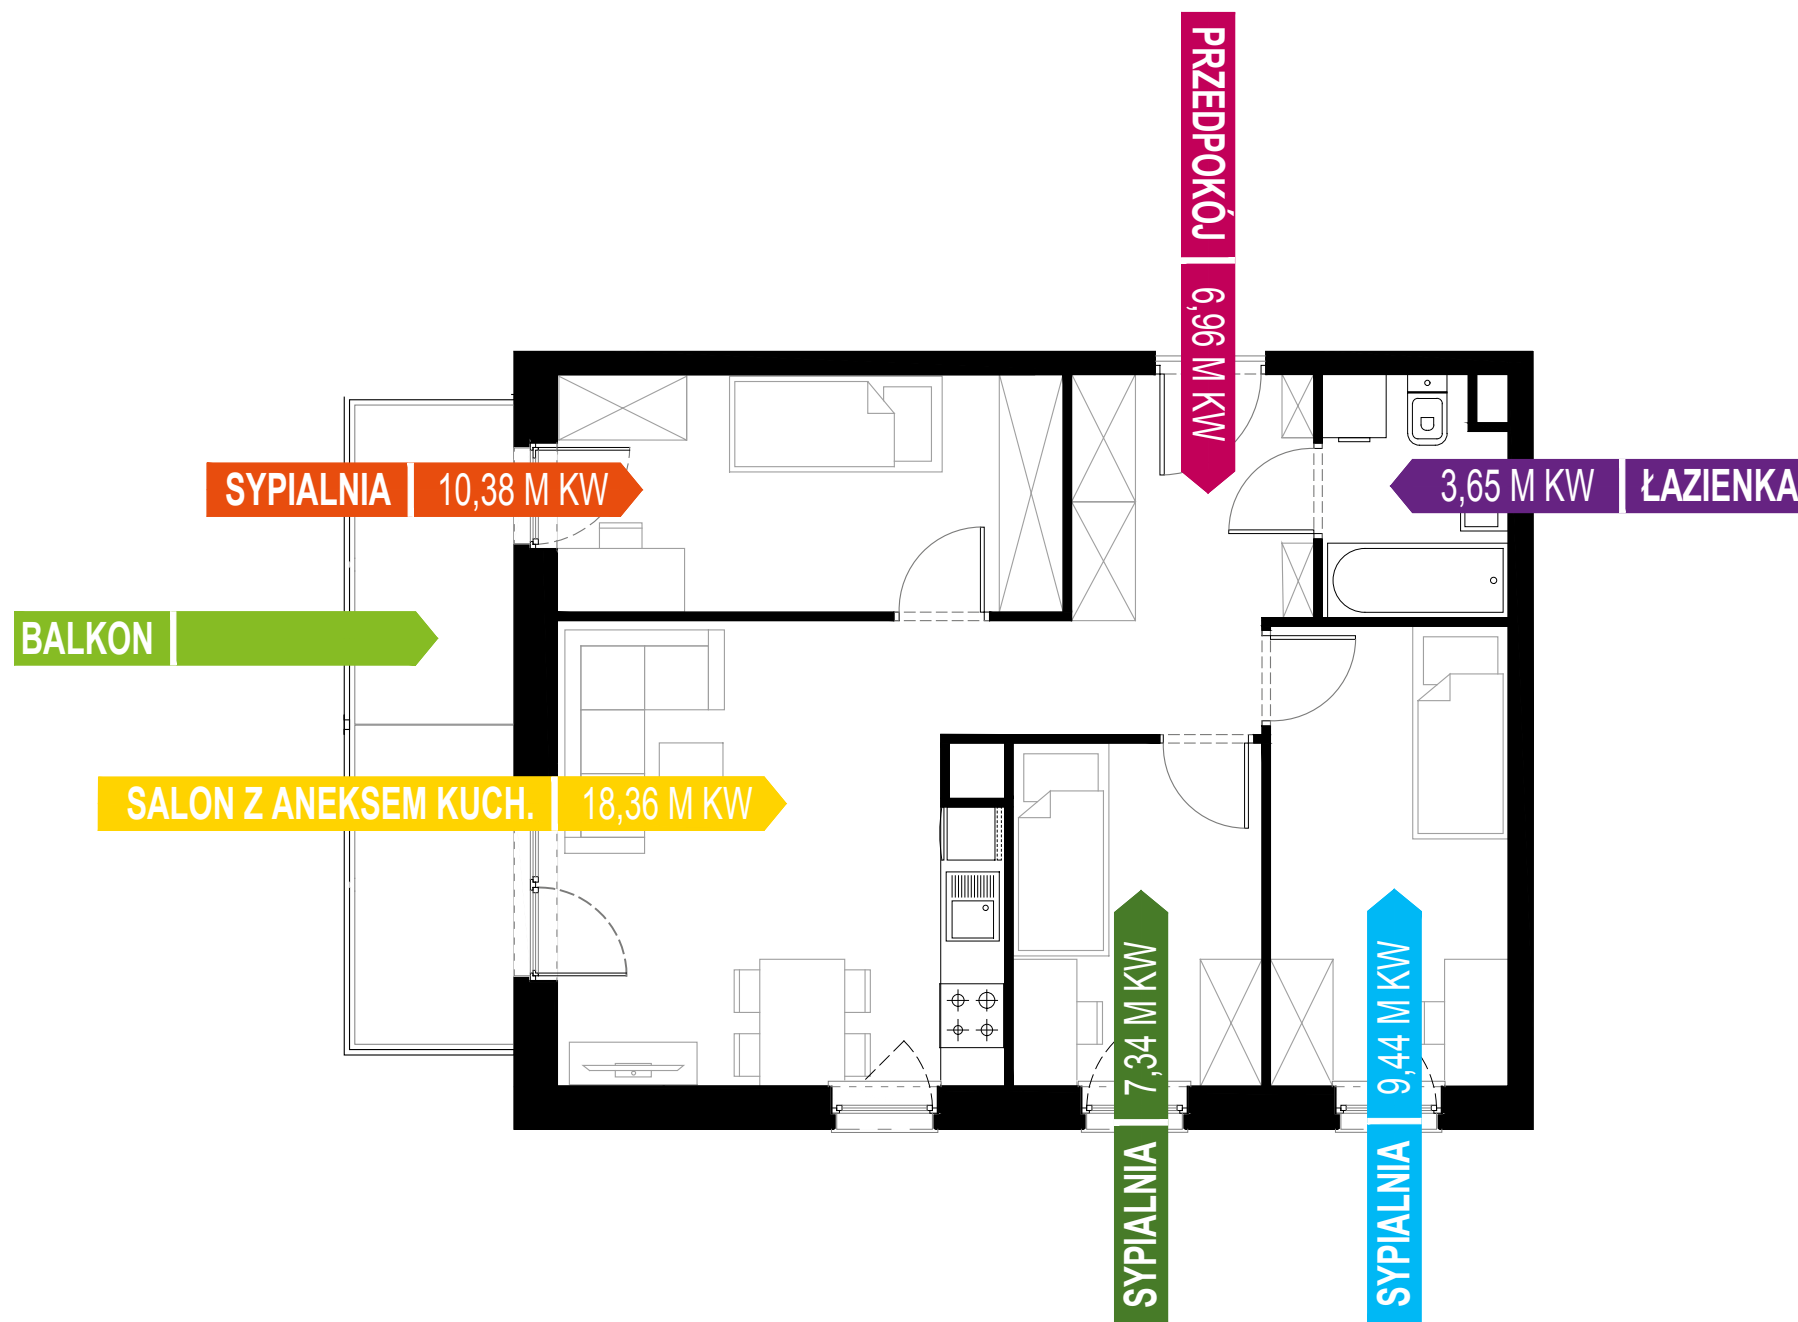 PRZEDPOKÓJ 6,96 M KW
SYPIALNIA 10,38 M KW
3,65 M KW ŁAZIENKA
BALKON
SALON Z ANEKSEM KUCH. 18,36 M KW
SYPIALNIA 7,34 M KW
SYPIALNIA 9,44 M KW